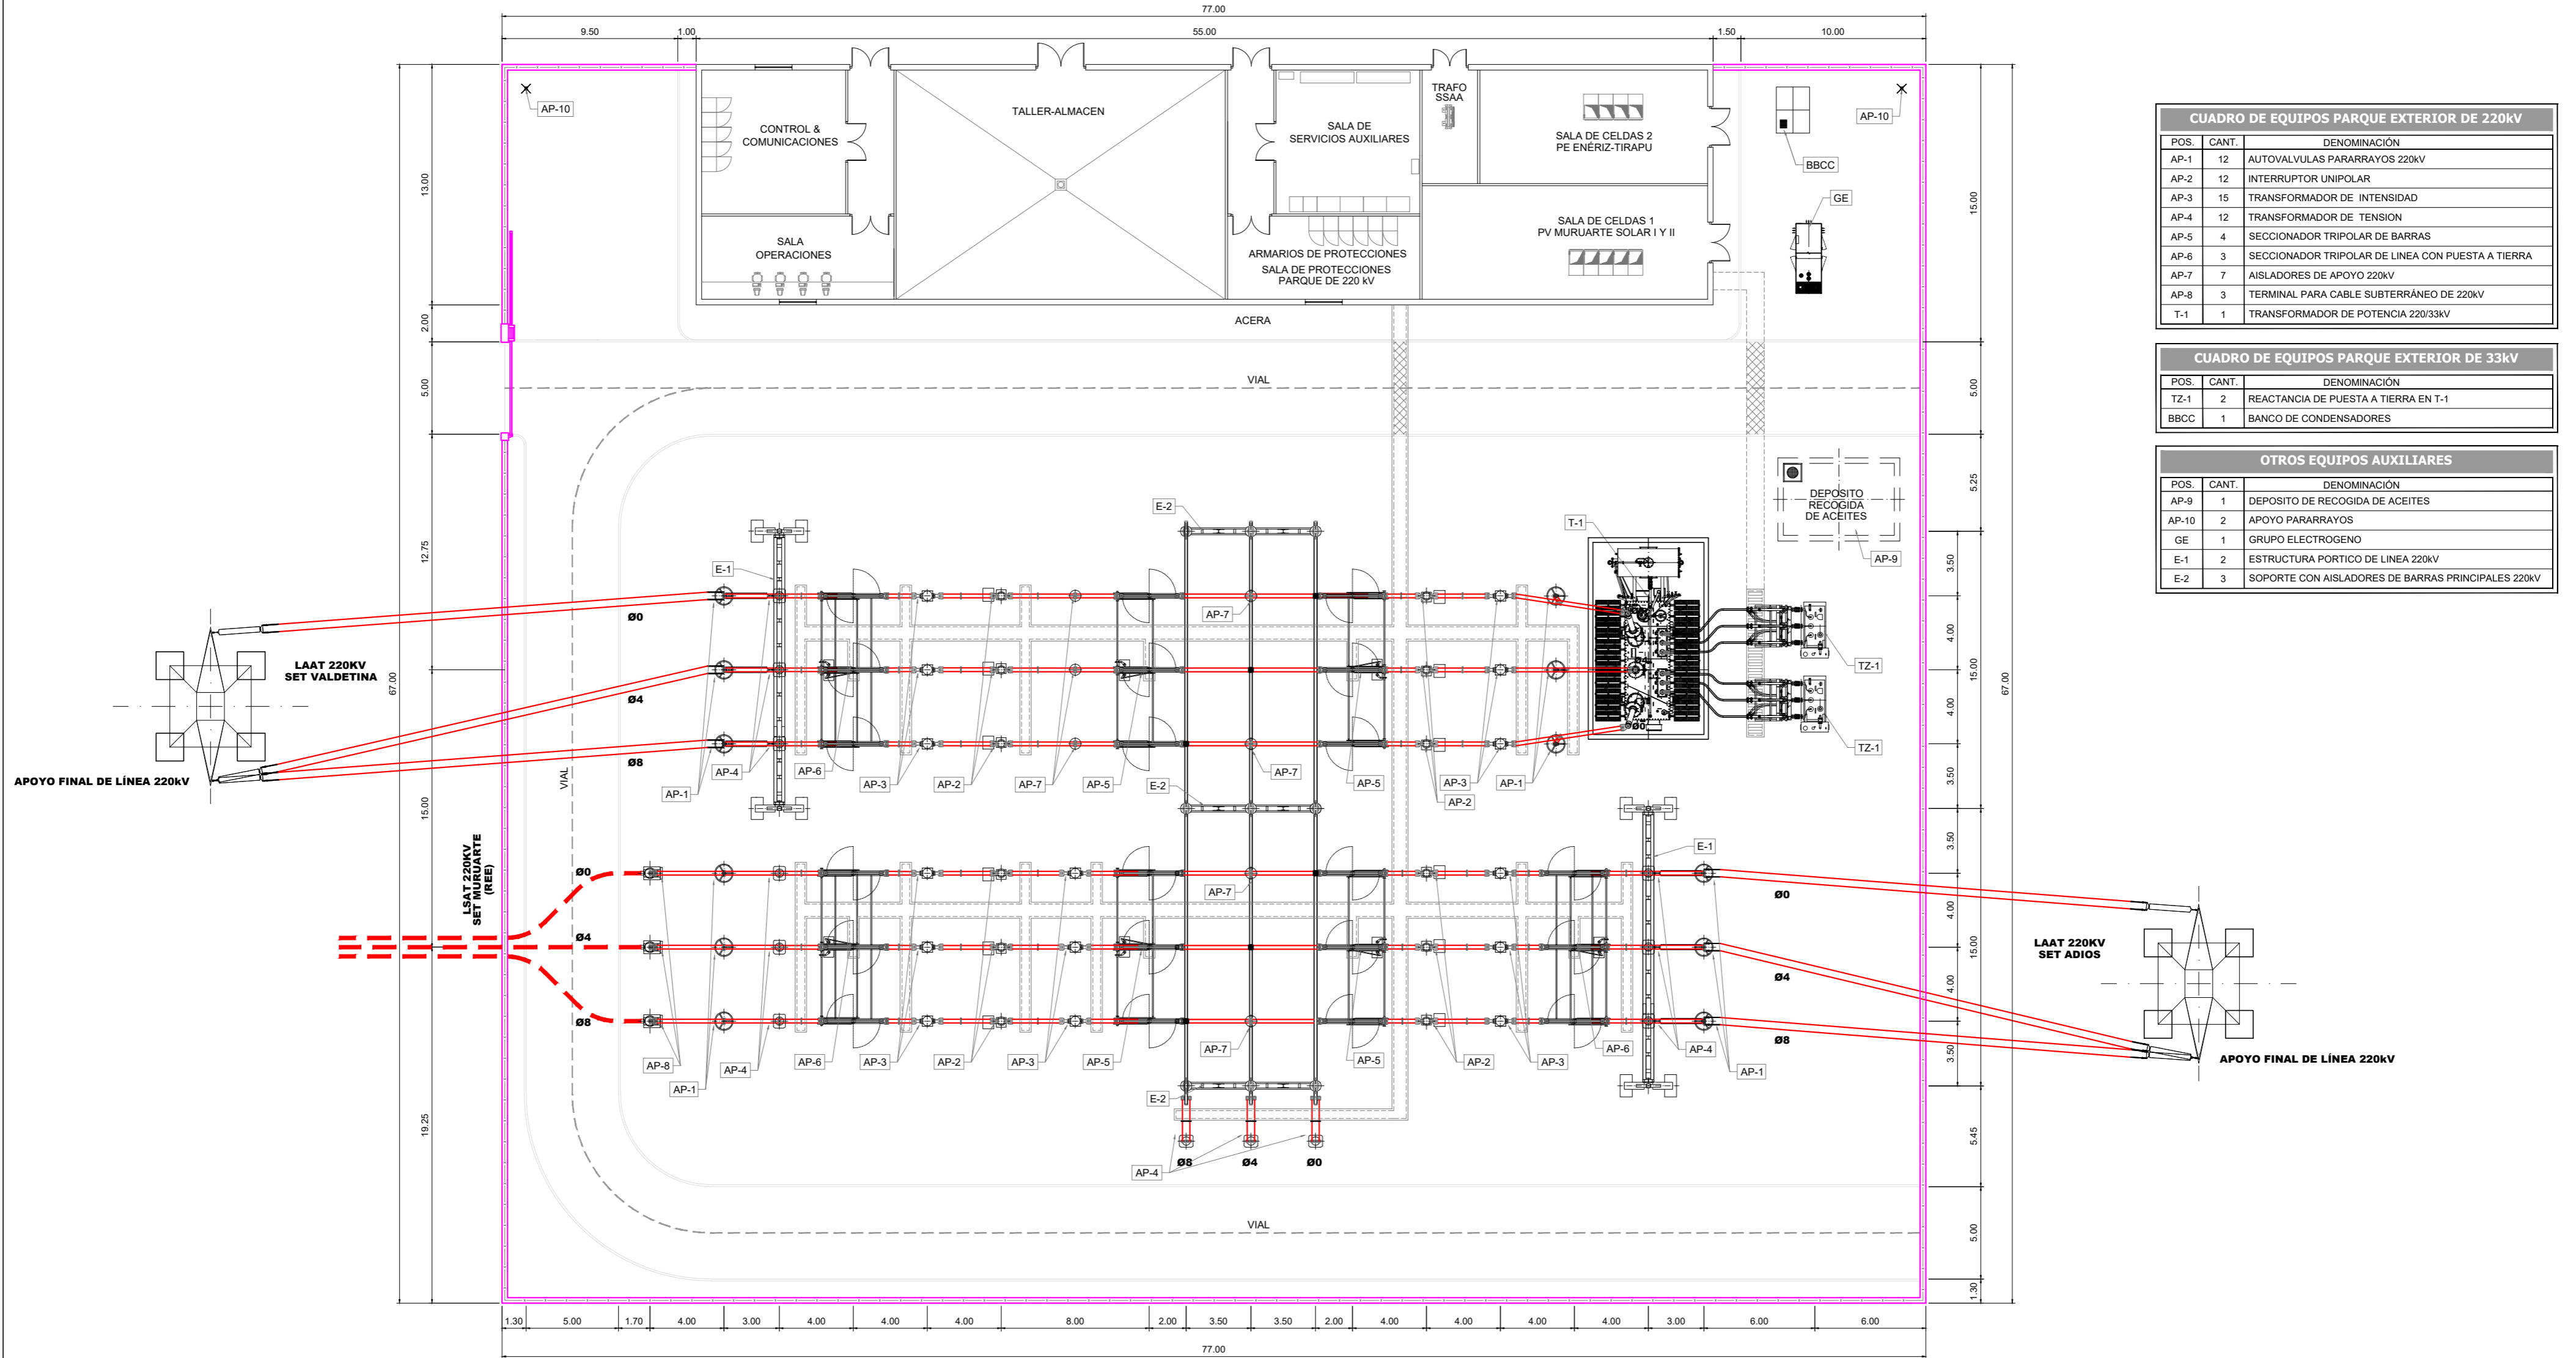 77.00
9.50
1.00
55.00
1.50
10.00
AP-10
CONTROL &
COMUNICACIONES
TALLER-ALMACEN
SALA DE
SERVICIOS AUXILIARES
TRAFO
SSAA
SALA DE CELDAS 2
PE ENÉRIZ-TIRAPU
AP-10
BBCC
GE
SALA
OPERACIONES
ARMARIOS DE PROTECCIONES
SALA DE PROTECCIONES
PARQUE DE 220 kV
SALA DE CELDAS 1
PV MURUARTE SOLAR I Y II
ACERA
VIAL
13.00
2.00
5.00
12.75
15.00
19.25
67.00
15.00
5.00
5.25
15.00
15.00
5.45
5.00
1.30
67.00
3.50
4.00
4.00
3.50
3.50
4.00
4.00
3.50
CUADRO DE EQUIPOS PARQUE EXTERIOR DE 220kV
POS. CANT. DENOMINACIÓN
AP-1 12 AUTOVALVULAS PARARRAYOS 220kV
AP-2 12 INTERRUPTOR UNIPOLAR
AP-3 15 TRANSFORMADOR DE INTENSIDAD
AP-4 12 TRANSFORMADOR DE TENSION
AP-5 4 SECCIONADOR TRIPOLAR DE BARRAS
AP-6 3 SECCIONADOR TRIPOLAR DE LINEA CON PUESTA A TIERRA
AP-7 7 AISLADORES DE APOYO 220kV
AP-8 3 TERMINAL PARA CABLE SUBTERRÁNEO DE 220kV
T-1 1 TRANSFORMADOR DE POTENCIA 220/33kV
CUADRO DE EQUIPOS PARQUE EXTERIOR DE 33kV
POS. CANT. DENOMINACIÓN
TZ-1 2 REACTANCIA DE PUESTA A TIERRA EN T-1
BBCC 1 BANCO DE CONDENSADORES
OTROS EQUIPOS AUXILIARES
POS. CANT. DENOMINACIÓN
AP-9 1 DEPOSITO DE RECOGIDA DE ACEITES
AP-10 2 APOYO PARARRAYOS
GE 1 GRUPO ELECTROGENO
E-1 2 ESTRUCTURA PORTICO DE LINEA 220kV
E-2 3 SOPORTE CON AISLADORES DE BARRAS PRINCIPALES 220kV
DEPOSITO
RECOGIDA
DE ACEITES
AP-9
E-2
T-1
E-1
Ø0
AP-7
LAAT 220KV
SET VALDETINA
TZ-1
Ø4
Ø0
TZ-1
Ø8
APOYO FINAL DE LÍNEA 220kV
VIAL
AP-1
AP-4
AP-6
AP-3
AP-2
AP-7
AP-5
E-2
AP-7
AP-5
AP-2
AP-3
AP-1
LSAT 220KV
SET MURUARTE
(REE)
E-1
Ø0
AP-7
Ø0
Ø4
LAAT 220KV
SET ADIOS
Ø4
Ø8
Ø8
APOYO FINAL DE LÍNEA 220kV
AP-8
AP-1
AP-4
AP-6
AP-3
AP-2
AP-3
AP-5
AP-7
AP-5
AP-2
AP-3
AP-6
AP-4
AP-1
E-2
AP-4
Ø8
Ø4
Ø0
VIAL
1.30
5.00
1.70
4.00
3.00
4.00
4.00
4.00
8.00
2.00
3.50
3.50
2.00
4.00
4.00
4.00
4.00
3.00
6.00
6.00
77.00